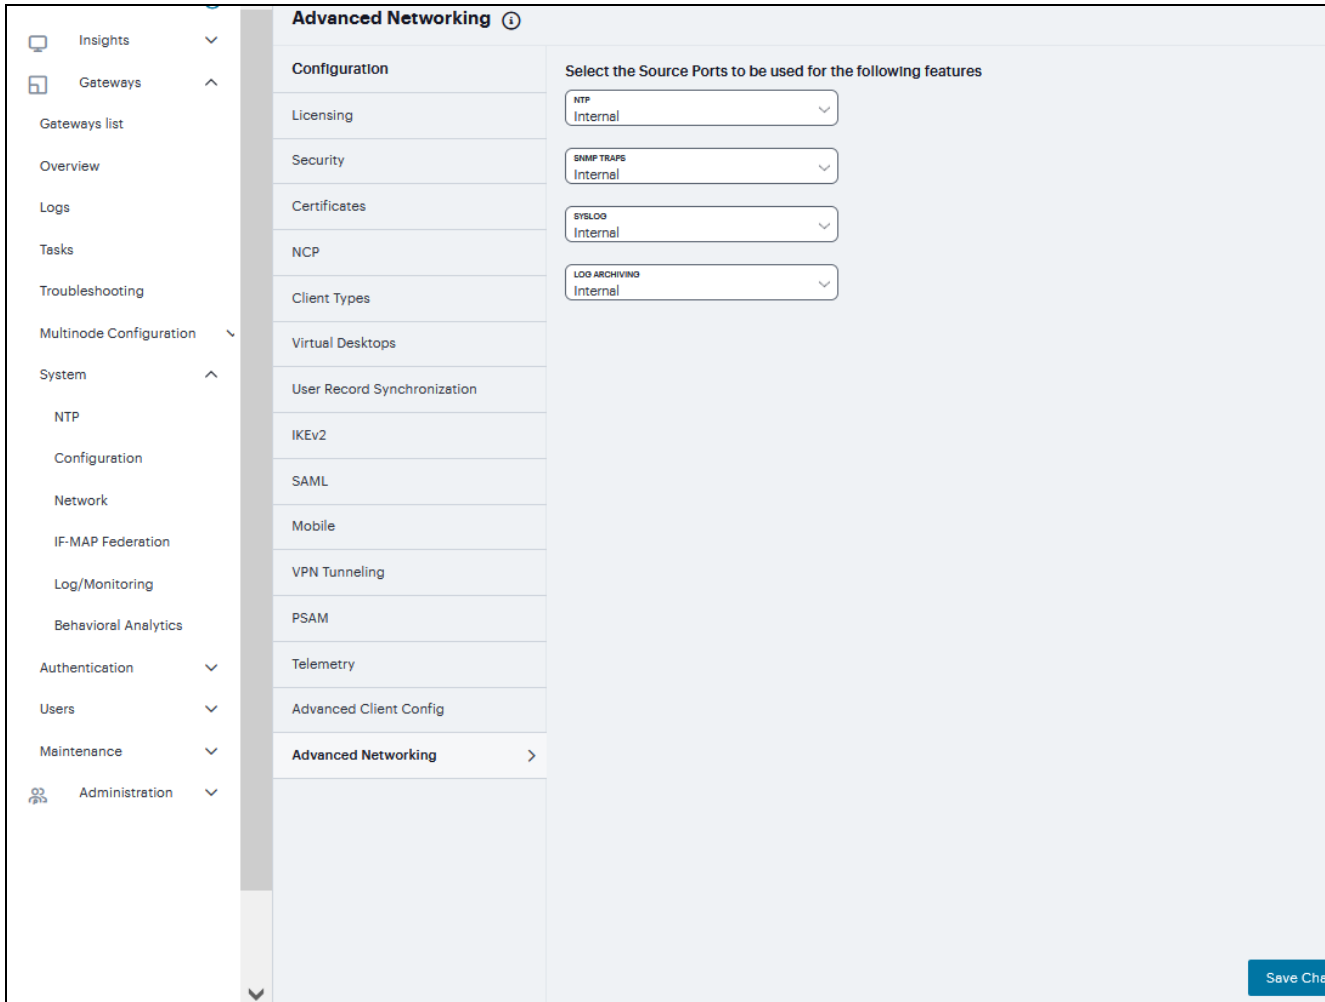 Advanced Networking
Insights
Gateways
Gateways list
Overview
Logs
Tasks
Troubleshooting
Multinode Configuration
System
NTP
Configuration
Network
IF-MAP Federation
Log/Monitoring
Behavioral Analytics
Authentication
Users
Maintenance
Administration
Configuration
Licensing
Security
Certificates
NCP
Client Types
Virtual Desktops
User Record Synchronization
IKEv2
SAML
Mobile
VPN Tunneling
PSAM
Telemetry
Advanced Client Config
Advanced Networking
Select the Source Ports to be used for the following features
NTP
Internal
SNMP TRAPS
Internal
SYSLOG
Internal
LOG ARCHIVING
Internal
Save Cha